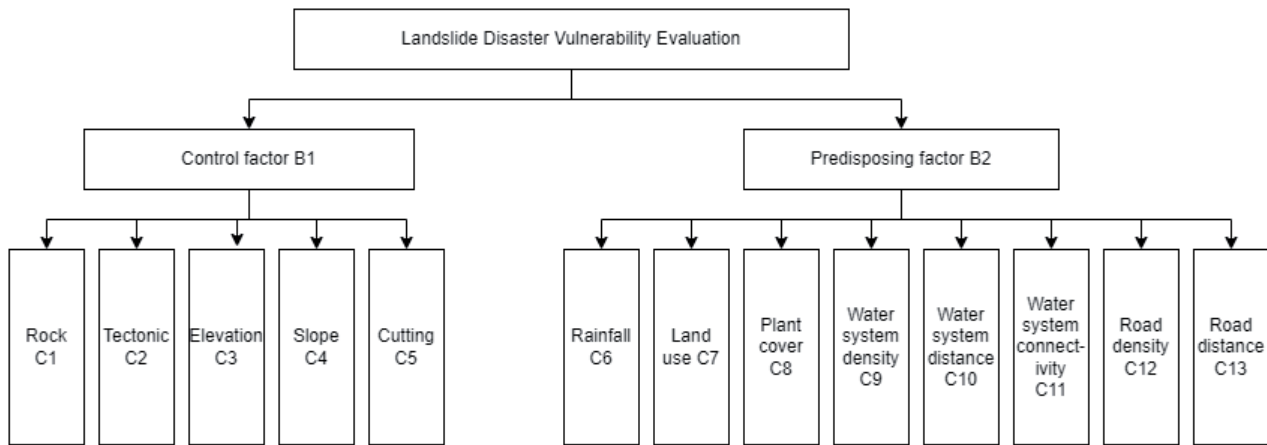 Landslide Disaster Vulnerability Evaluation
Control factor B1
Predisposing factor B2
Rock
C1
Tectonic
C2
Elevation
C3
Slope
C4
Cutting
C5
Rainfall
C6
Land
use C7
Plant
cover
C8
Water
system
density
C9
Water
system
distance
C10
Water
system
connect-
ivity
C11
Road
density
C12
Road
distance
C13